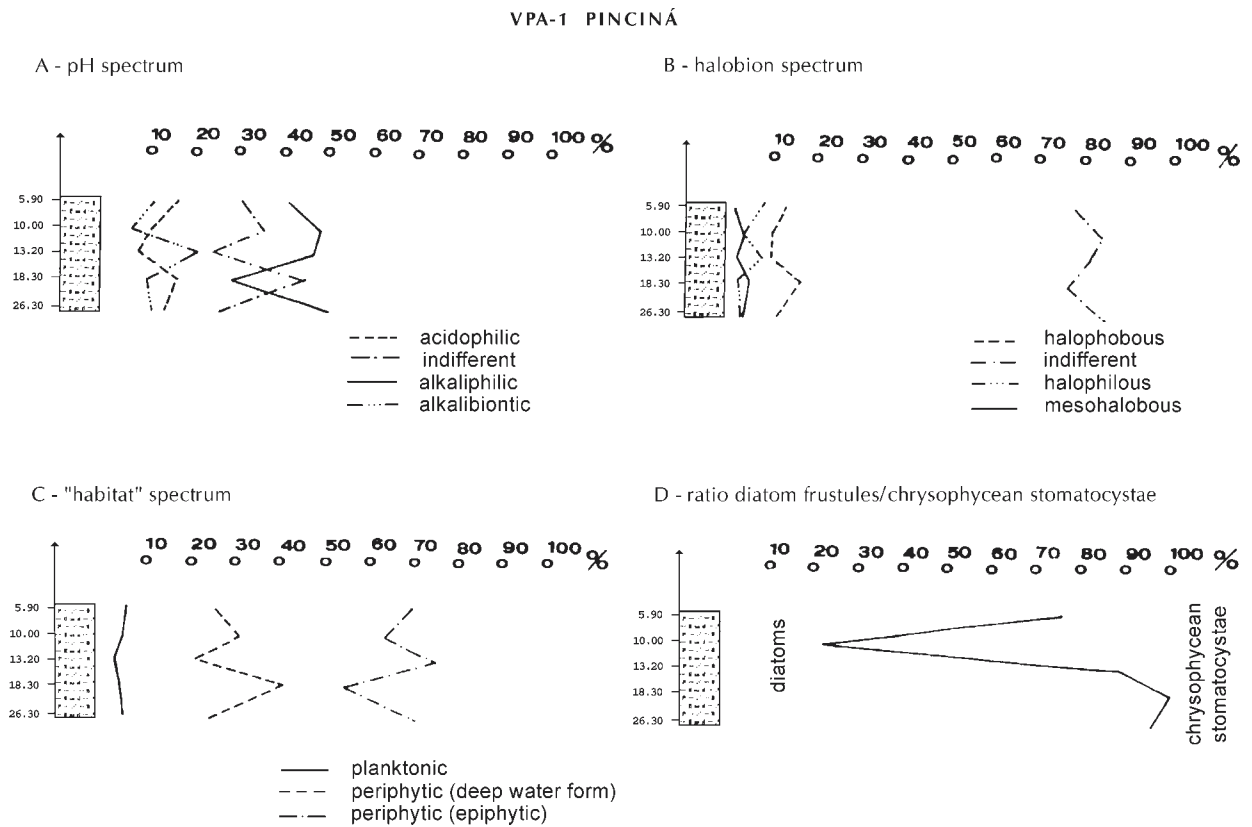 VPA-1 PINCINÁ
A - pH spectrum
10 20 30 40 50 60 70 80 90 100 %
5.90
10.00
13.20
18.30
26.30
acidophilic
indifferent
alkaliphilic
alkalibiontic
B - halobion spectrum
10 20 30 40 50 60 70 80 90 100 %
5.90
10.00
13.20
18.30
26.30
halophobous
indifferent
halophilous
mesohalobous
C - "habitat" spectrum
10 20 30 40 50 60 70 80 90 100 %
5.90
10.00
13.20
18.30
26.30
planktonic
periphytic (deep water form)
periphytic (epiphytic)
D - ratio diatom frustules/chrysophycean stomatocystae
10 20 30 40 50 60 70 80 90 100 %
5.90
10.00
13.20
18.30
26.30
diatoms
chrysophycean
stomatocystae